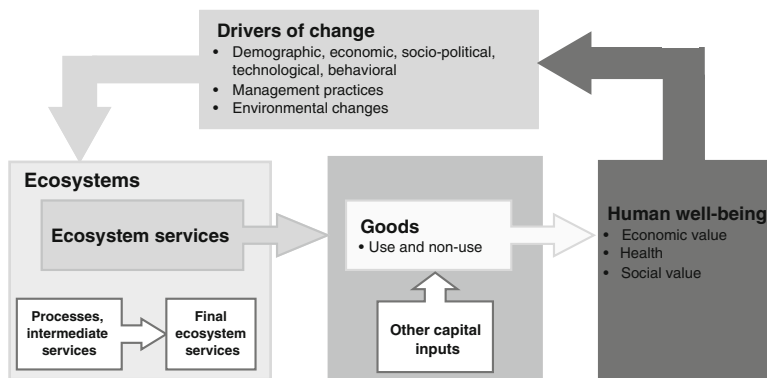 Drivers of change
• Demographic, economic, socio-political,
technological, behavioral
• Management practices
• Environmental changes
Ecosystems
Ecosystem services
Processes,
intermediate
services
Final
ecosystem
services
Goods
• Use and non-use
Other capital
inputs
Human well-being
• Economic value
• Health
• Social value